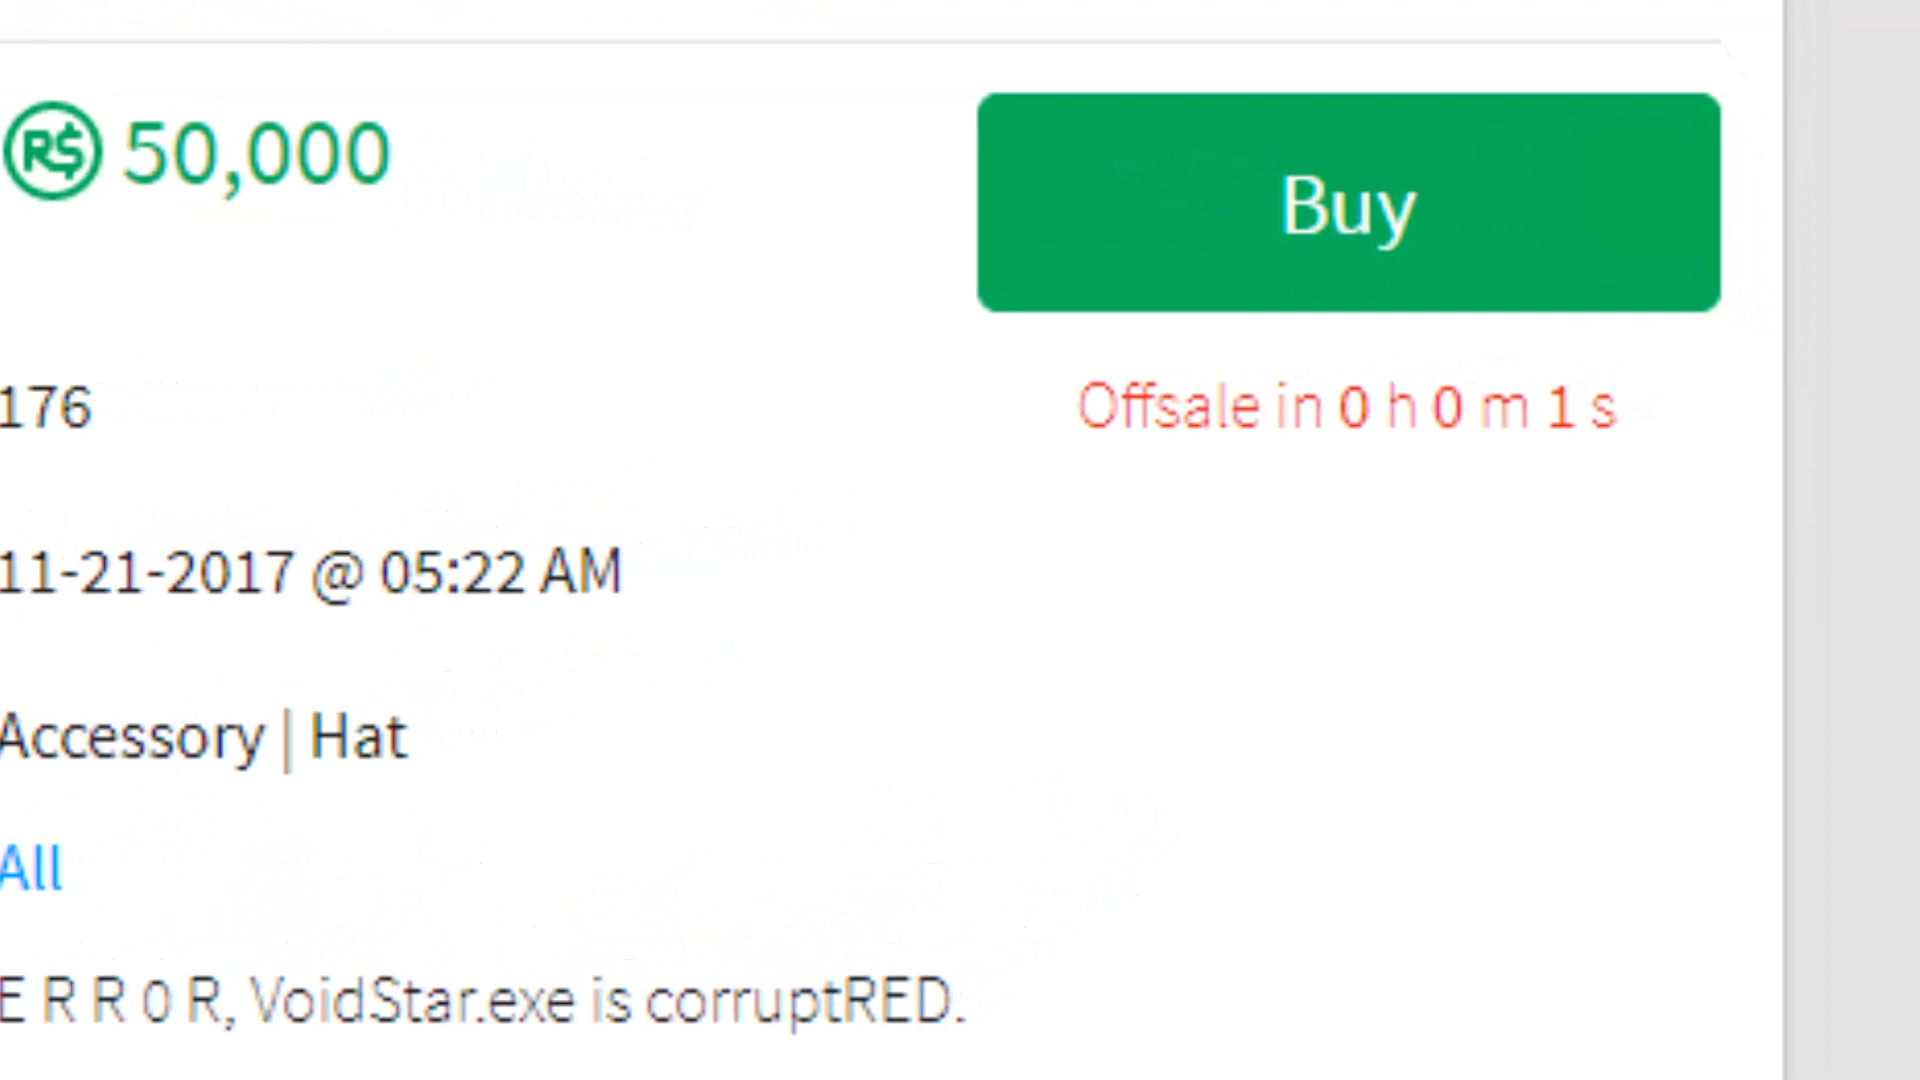 R$ 50,000
Buy
176
Offsale in 0 h 0 m 1 s
11-21-2017 @ 05:22 AM
Accessory | Hat
All
E R R 0 R, VoidStar.exe is corruptRED.